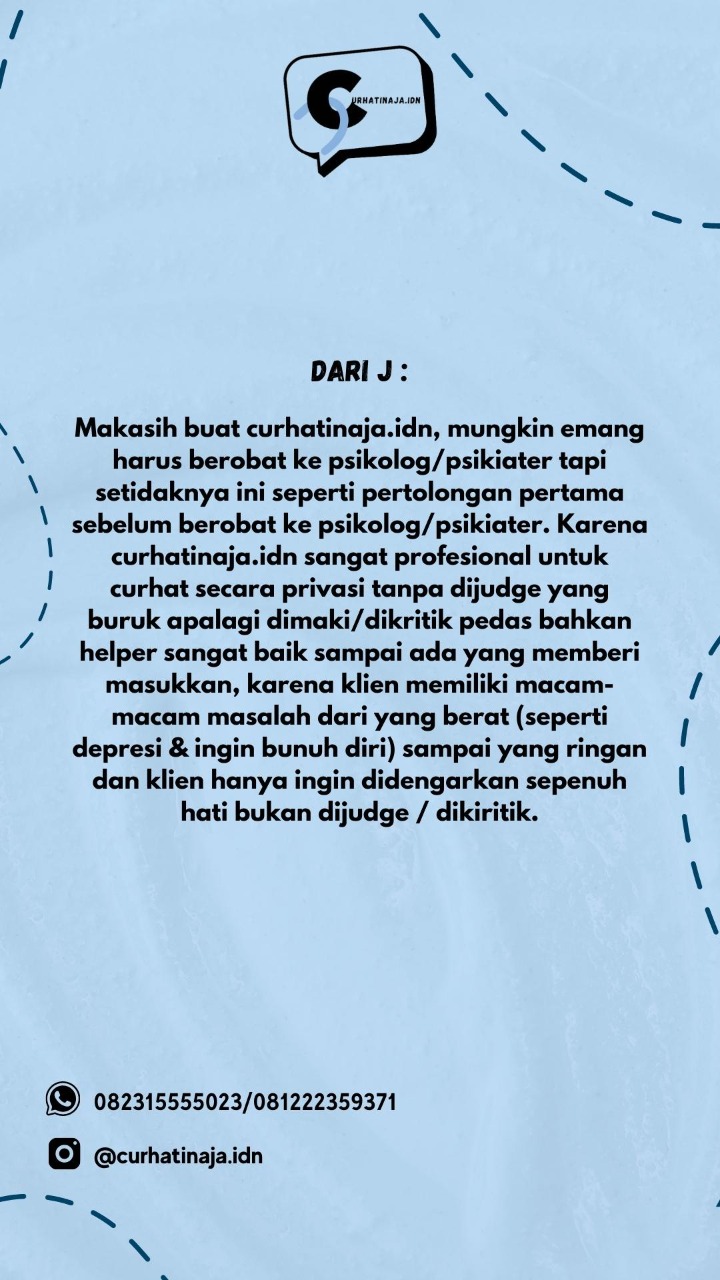 CURHATINAJA.IDN
DARI J :
Makasih buat curhatinaja.idn, mungkin emang
harus berobat ke psikolog/psikiater tapi
setidaknya ini seperti pertolongan pertama
sebelum berobat ke psikolog/psikiater. Karena
curhatinaja.idn sangat profesional untuk
curhat secara privasi tanpa dijudge yang
buruk apalagi dimaki/dikritik pedas bahkan
helper sangat baik sampai ada yang memberi
masukkan, karena klien memiliki macam-
macam masalah dari yang berat (seperti
depresi & ingin bunuh diri) sampai yang ringan
dan klien hanya ingin didengarkan sepenuh
hati bukan dijudge / dikiritik.
082315555023/081222359371
@curhatinaja.idn